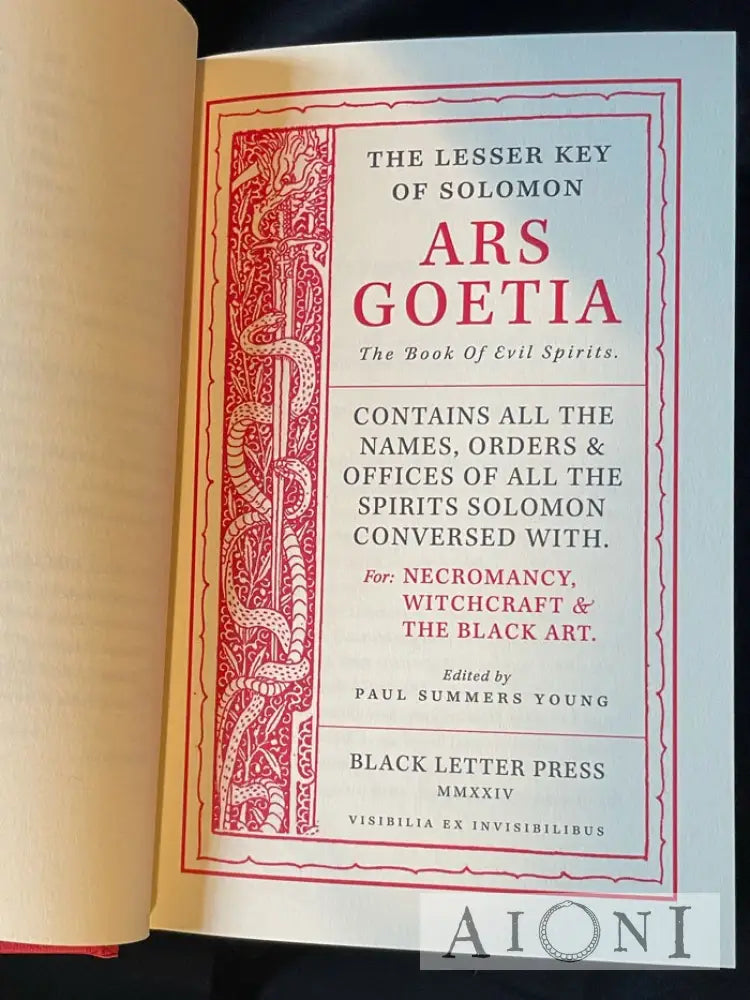 THE LESSER KEY
OF SOLOMON
ARS
GOETIA
The Book Of Evil Spirits.
CONTAINS ALL THE
NAMES, ORDERS &
OFFICES OF ALL THE
SPIRITS SOLOMON
CONVERSED WITH.
For: NECROMANCY,
WITCHCRAFT &
THE BLACK ART.
Edited by
PAUL SUMMERS YOUNG
BLACK LETTER PRESS
MMXXIV
VISIBILIA EX INVISIBILIBUS
AIONI